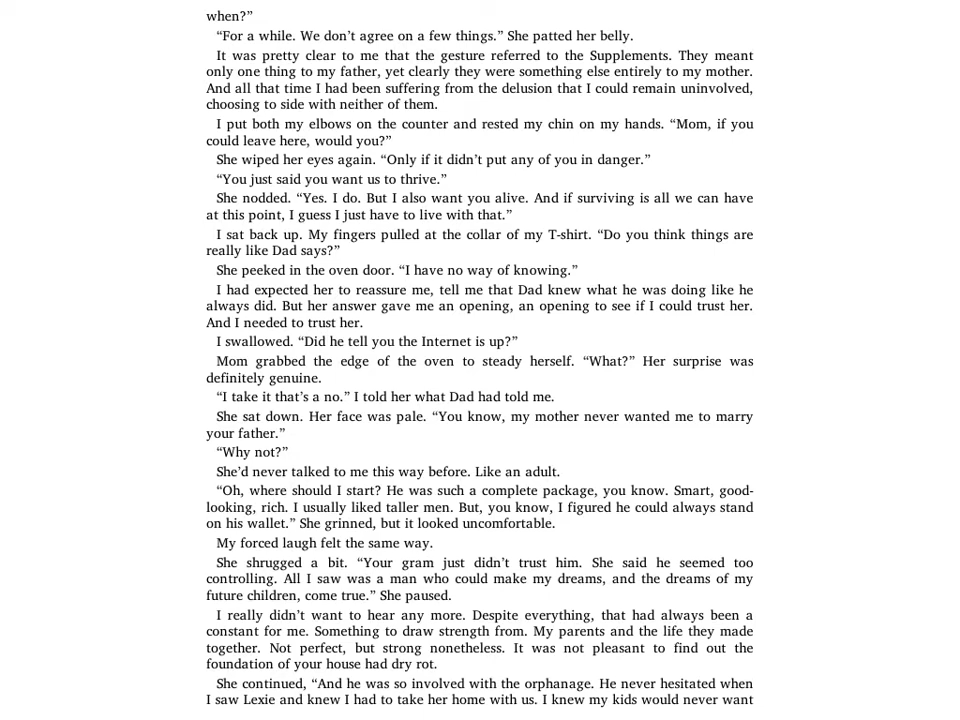 when?”
“For a while. We don’t agree on a few things.” She patted her belly.
It was pretty clear to me that the gesture referred to the Supplements. They meant
only one thing to my father, yet clearly they were something else entirely to my mother.
And all that time I had been suffering from the delusion that I could remain uninvolved,
choosing to side with neither of them.
I put both my elbows on the counter and rested my chin on my hands. “Mom, if you
could leave here, would you?”
She wiped her eyes again. “Only if it didn’t put any of you in danger.”
“You just said you want us to thrive.”
She nodded. “Yes. I do. But I also want you alive. And if surviving is all we can have
at this point, I guess I just have to live with that.”
I sat back up. My fingers pulled at the collar of my T-shirt. “Do you think things are
really like Dad says?”
She peeked in the oven door. “I have no way of knowing.”
I had expected her to reassure me, tell me that Dad knew what he was doing like he
always did. But her answer gave me an opening, an opening to see if I could trust her.
And I needed to trust her.
I swallowed. “Did he tell you the Internet is up?”
Mom grabbed the edge of the oven to steady herself. “What?” Her surprise was
definitely genuine.
“I take it that’s a no.” I told her what Dad had told me.
She sat down. Her face was pale. “You know, my mother never wanted me to marry
your father.”
“Why not?”
She’d never talked to me this way before. Like an adult.
“Oh, where should I start? He was such a complete package, you know. Smart, good-
looking, rich. I usually liked taller men. But, you know, I figured he could always stand
on his wallet.” She grinned, but it looked uncomfortable.
My forced laugh felt the same way.
She shrugged a bit. “Your gram just didn’t trust him. She said he seemed too
controlling. All I saw was a man who could make my dreams, and the dreams of my
future children, come true.” She paused.
I really didn’t want to hear any more. Despite everything, that had always been a
constant for me. Something to draw strength from. My parents and the life they made
together. Not perfect, but strong nonetheless. It was not pleasant to find out the
foundation of your house had dry rot.
She continued, “And he was so involved with the orphanage. He never hesitated when
I saw Lexie and knew I had to take her home with us. I knew my kids would never want